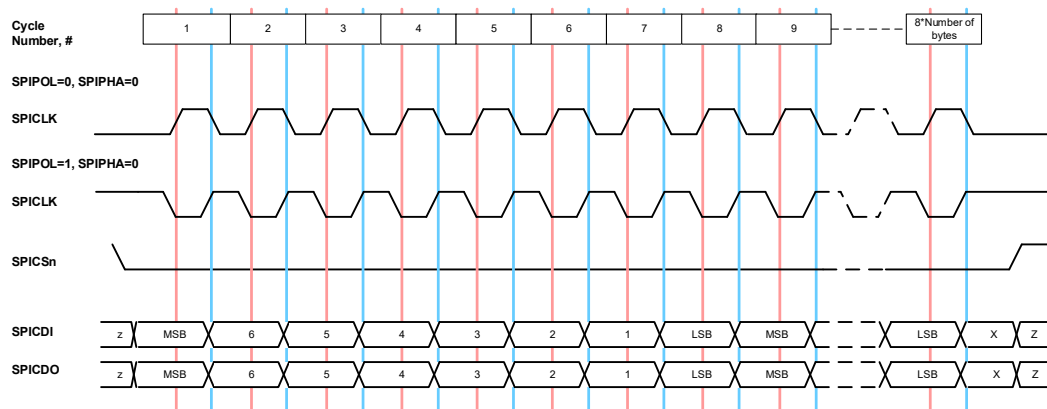 Cycle
Number, #
1 2 3 4 5 6 7 8 9
8*Number of
bytes
SPIPOL=0, SPIPHA=0
SPICLK
SPIPOL=1, SPIPHA=0
SPICLK
SPICSn
SPICDI z MSB 6 5 4 3 2 1 LSB MSB LSB X Z
SPICDO z MSB 6 5 4 3 2 1 LSB MSB LSB X Z